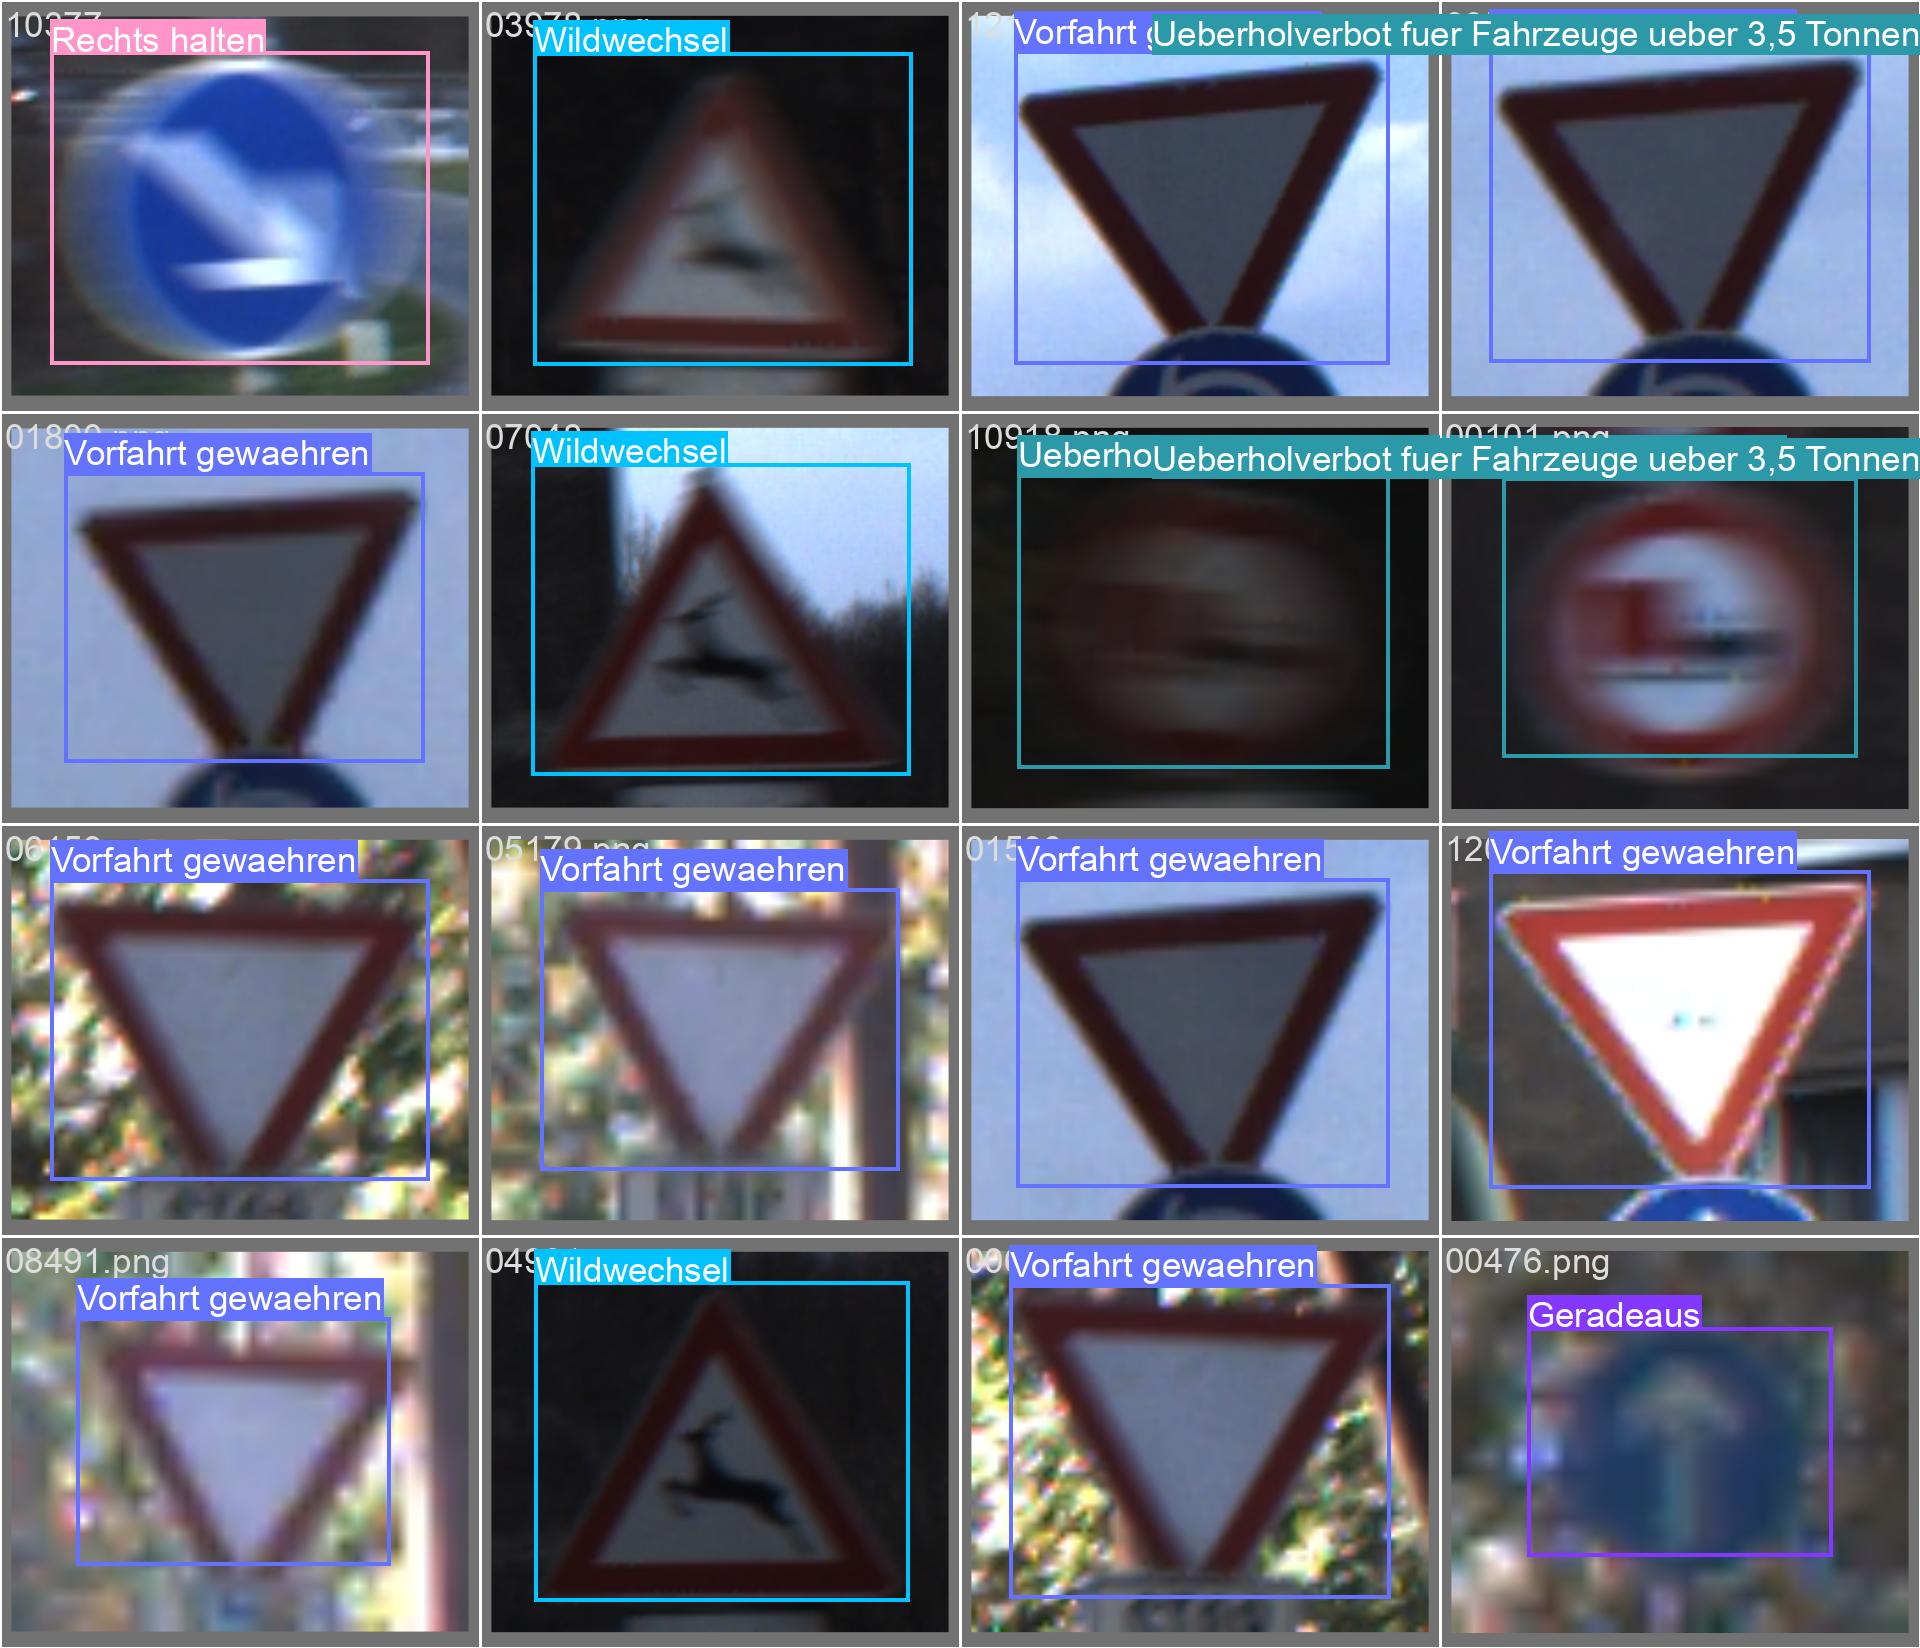 Rechts halten
Wildwechsel
Vorfahrt
Ueberholverbot fuer Fahrzeuge ueber 3,5 Tonnen
Vorfahrt gewaehren
Wildwechsel
Ueberho
Ueberholverbot fuer Fahrzeuge ueber 3,5 Tonnen
Vorfahrt gewaehren
05179.png
Vorfahrt gewaehren
Vorfahrt gewaehren
Vorfahrt gewaehren
08491.png
Vorfahrt gewaehren
Wildwechsel
Vorfahrt gewaehren
00476.png
Geradeaus